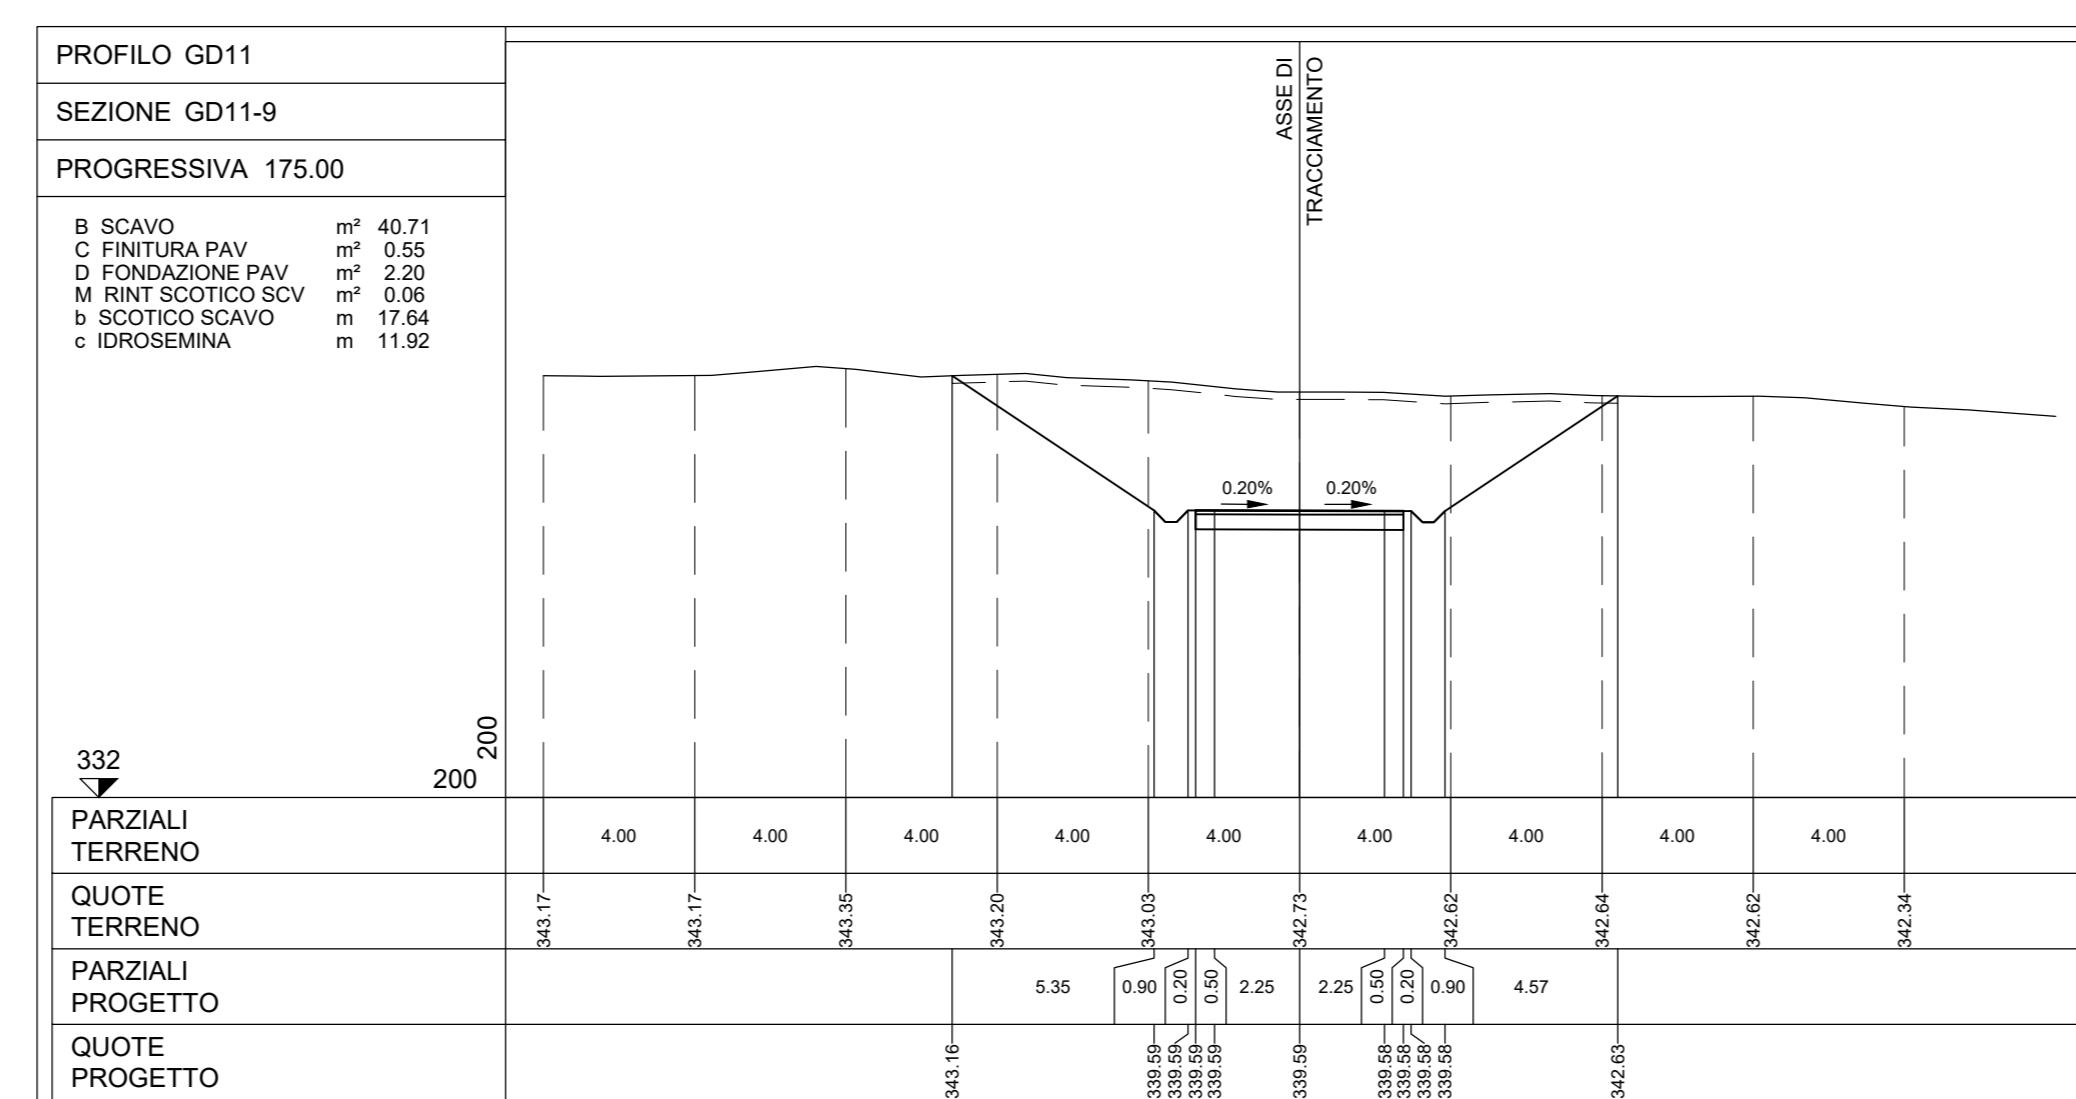 PROFILO GD11
SEZIONE GD11-9
PROGRESSIVA 175.00
B SCAVO m² 40.71
C FINITURA PAV m² 0.55
D FONDAZIONE PAV m² 2.20
M RINT SCOTICO SCV m² 0.06
b SCOTICO SCAVO m 17.64
c IDROSEMINA m 11.92
ASSE DI
TRACCIAMENTO
0.20% 0.20%
332
200
200
PARZIALI
TERRENO
4.00 4.00 4.00 4.00 4.00 4.00 4.00 4.00 4.00
QUOTE
TERRENO
343.17 343.17 343.35 343.20 343.03 342.73 342.62 342.64 342.62 342.34
PARZIALI
PROGETTO
5.35 0.90 0.20 0.50 2.25 2.25 0.50 0.20 0.90 4.57
QUOTE
PROGETTO
343.16 339.59 339.59 339.59 339.59 339.59 339.58 339.58 339.58 339.58 342.63